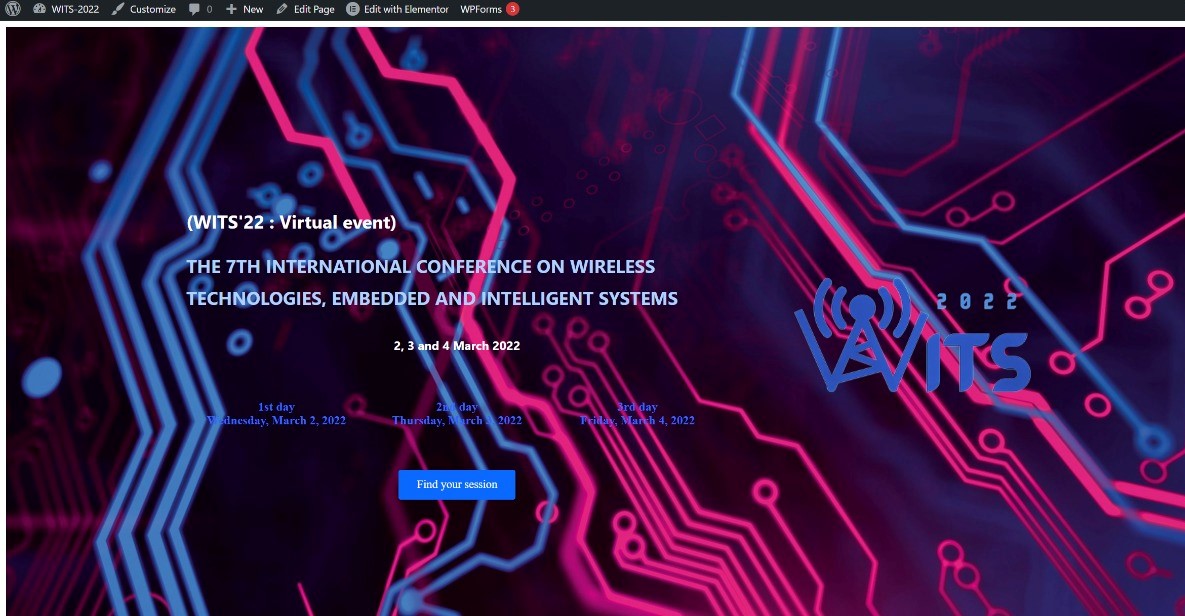 WITS-2022 Customize 0 New Edit Page Edit with Elementor WPForms 3
(WITS'22 : Virtual event)
THE 7TH INTERNATIONAL CONFERENCE ON WIRELESS
TECHNOLOGIES, EMBEDDED AND INTELLIGENT SYSTEMS
2022
WITS
2, 3 and 4 March 2022
1st day 2nd day 3rd day
Wednesday, March 2, 2022 Thursday, March 3, 2022 Friday, March 4, 2022
Find your session